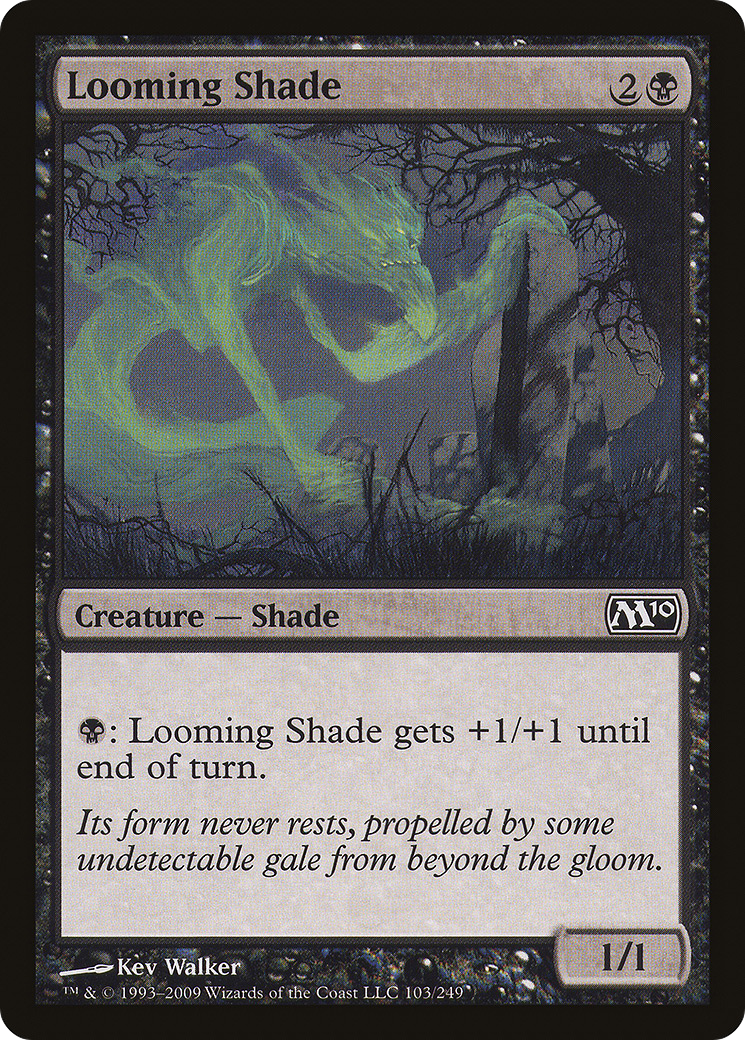 Looming Shade 2
Creature — Shade M10
: Looming Shade gets +1/+1 until
end of turn.
Its form never rests, propelled by some
undetectable gale from beyond the gloom.
1/1
Kev Walker
™ & © 1993–2009 Wizards of the Coast LLC 103/249